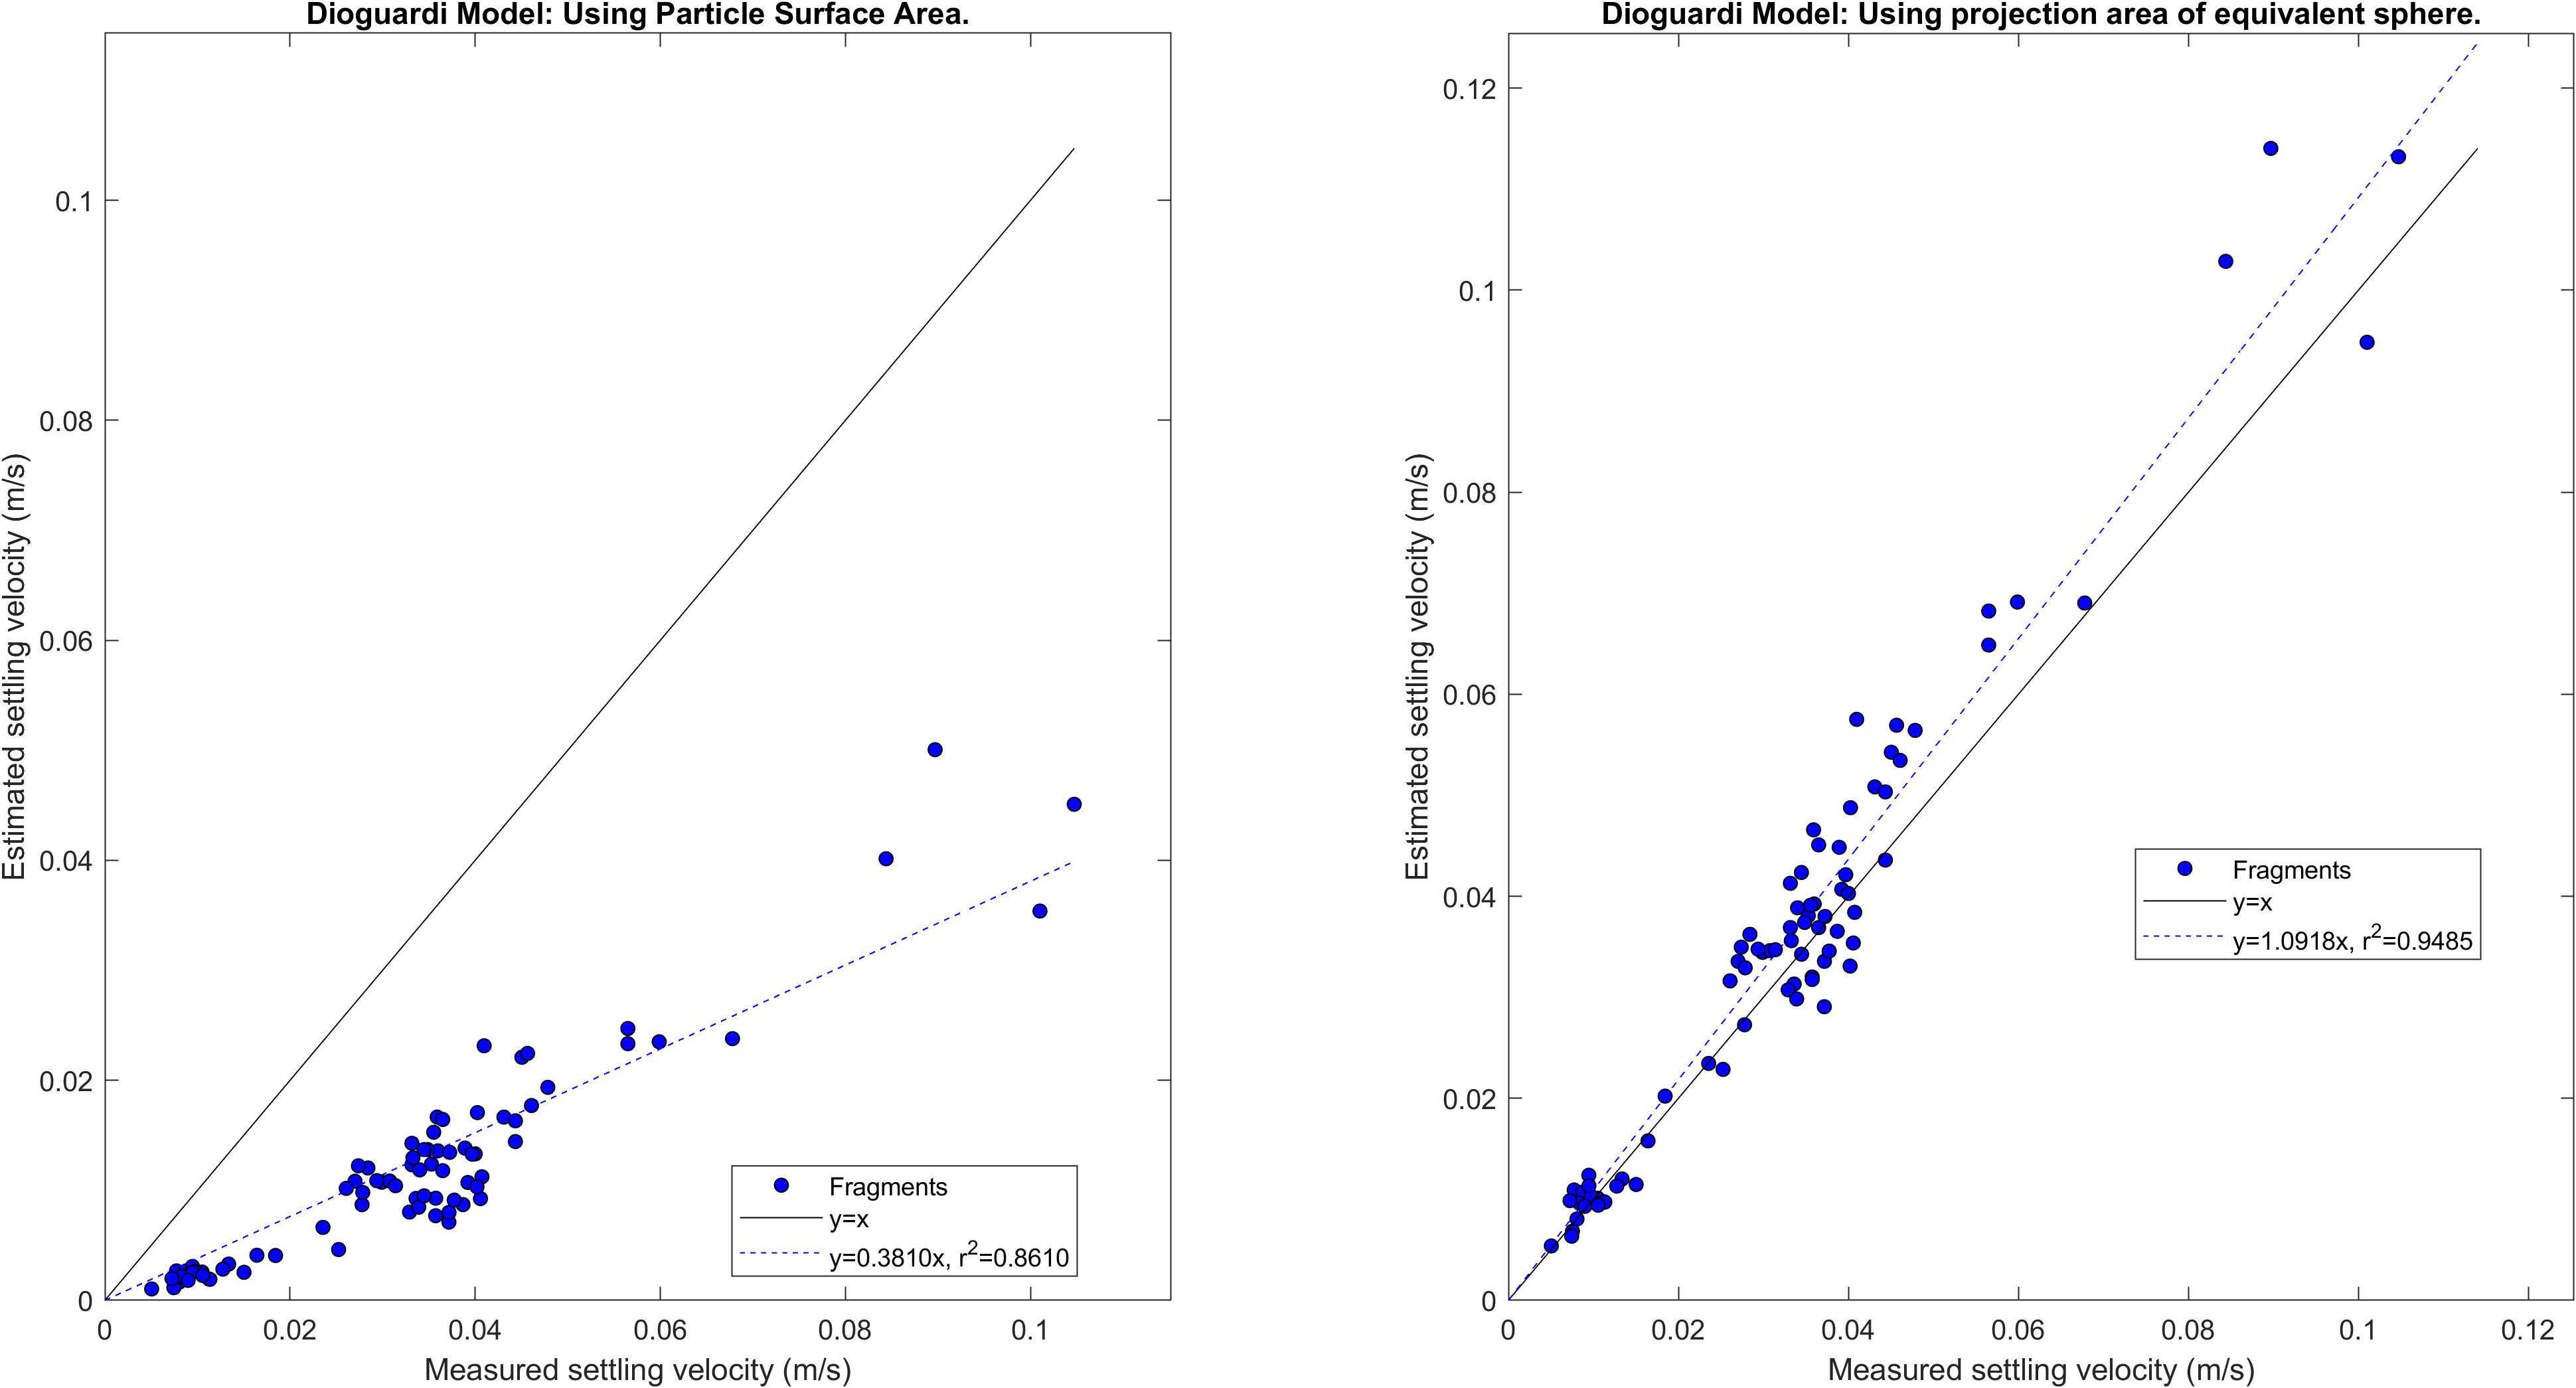 Dioguardi Model: Using Particle Surface Area.
Estimated settling velocity (m/s)
0.1
0.08
0.06
0.04
0.02
0
0
0.02
0.04
0.06
0.08
0.1
Measured settling velocity (m/s)
Fragments
y=x
y=0.3810x, r²=0.8610
Dioguardi Model: Using projection area of equivalent sphere.
Estimated settling velocity (m/s)
0.12
0.1
0.08
0.06
0.04
0.02
0
0
0.02
0.04
0.06
0.08
0.1
0.12
Measured settling velocity (m/s)
Fragments
y=x
y=1.0918x, r²=0.9485